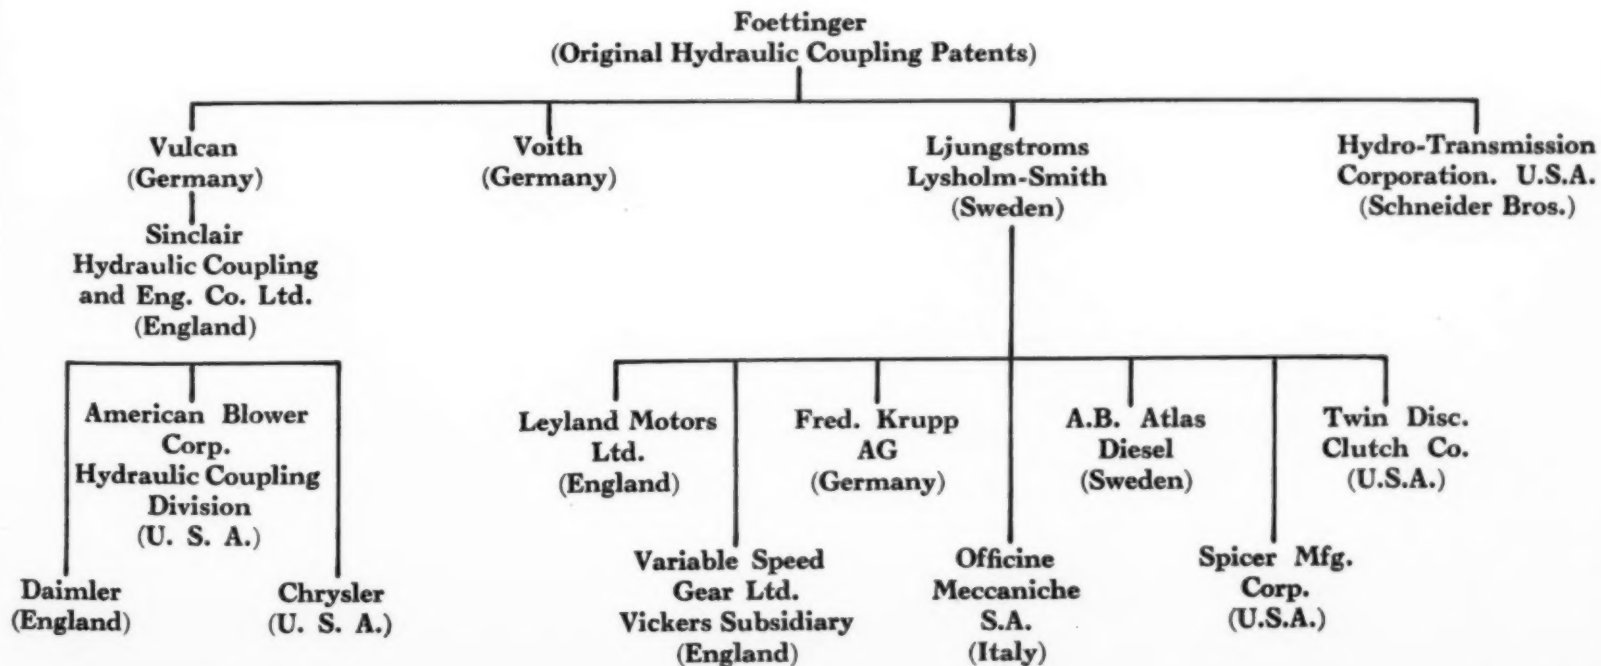 Foettinger
(Original Hydraulic Coupling Patents)
Vulcan
(Germany)
Voith
(Germany)
Ljungstroms
Lysholm-Smith
(Sweden)
Hydro-Transmission
Corporation. U.S.A.
(Schneider Bros.)
Sinclair
Hydraulic Coupling
and Eng. Co. Ltd.
(England)
American Blower
Corp.
Hydraulic Coupling
Division
(U. S. A.)
Daimler
(England)
Chrysler
(U. S. A.)
Leyland Motors
Ltd.
(England)
Variable Speed
Gear Ltd.
Vickers Subsidiary
(England)
Fred. Krupp
AG
(Germany)
Officine
Meccaniche
S.A.
(Italy)
A.B. Atlas
Diesel
(Sweden)
Spicer Mfg.
Corp.
(U.S.A.)
Twin Disc.
Clutch Co.
(U.S.A.)